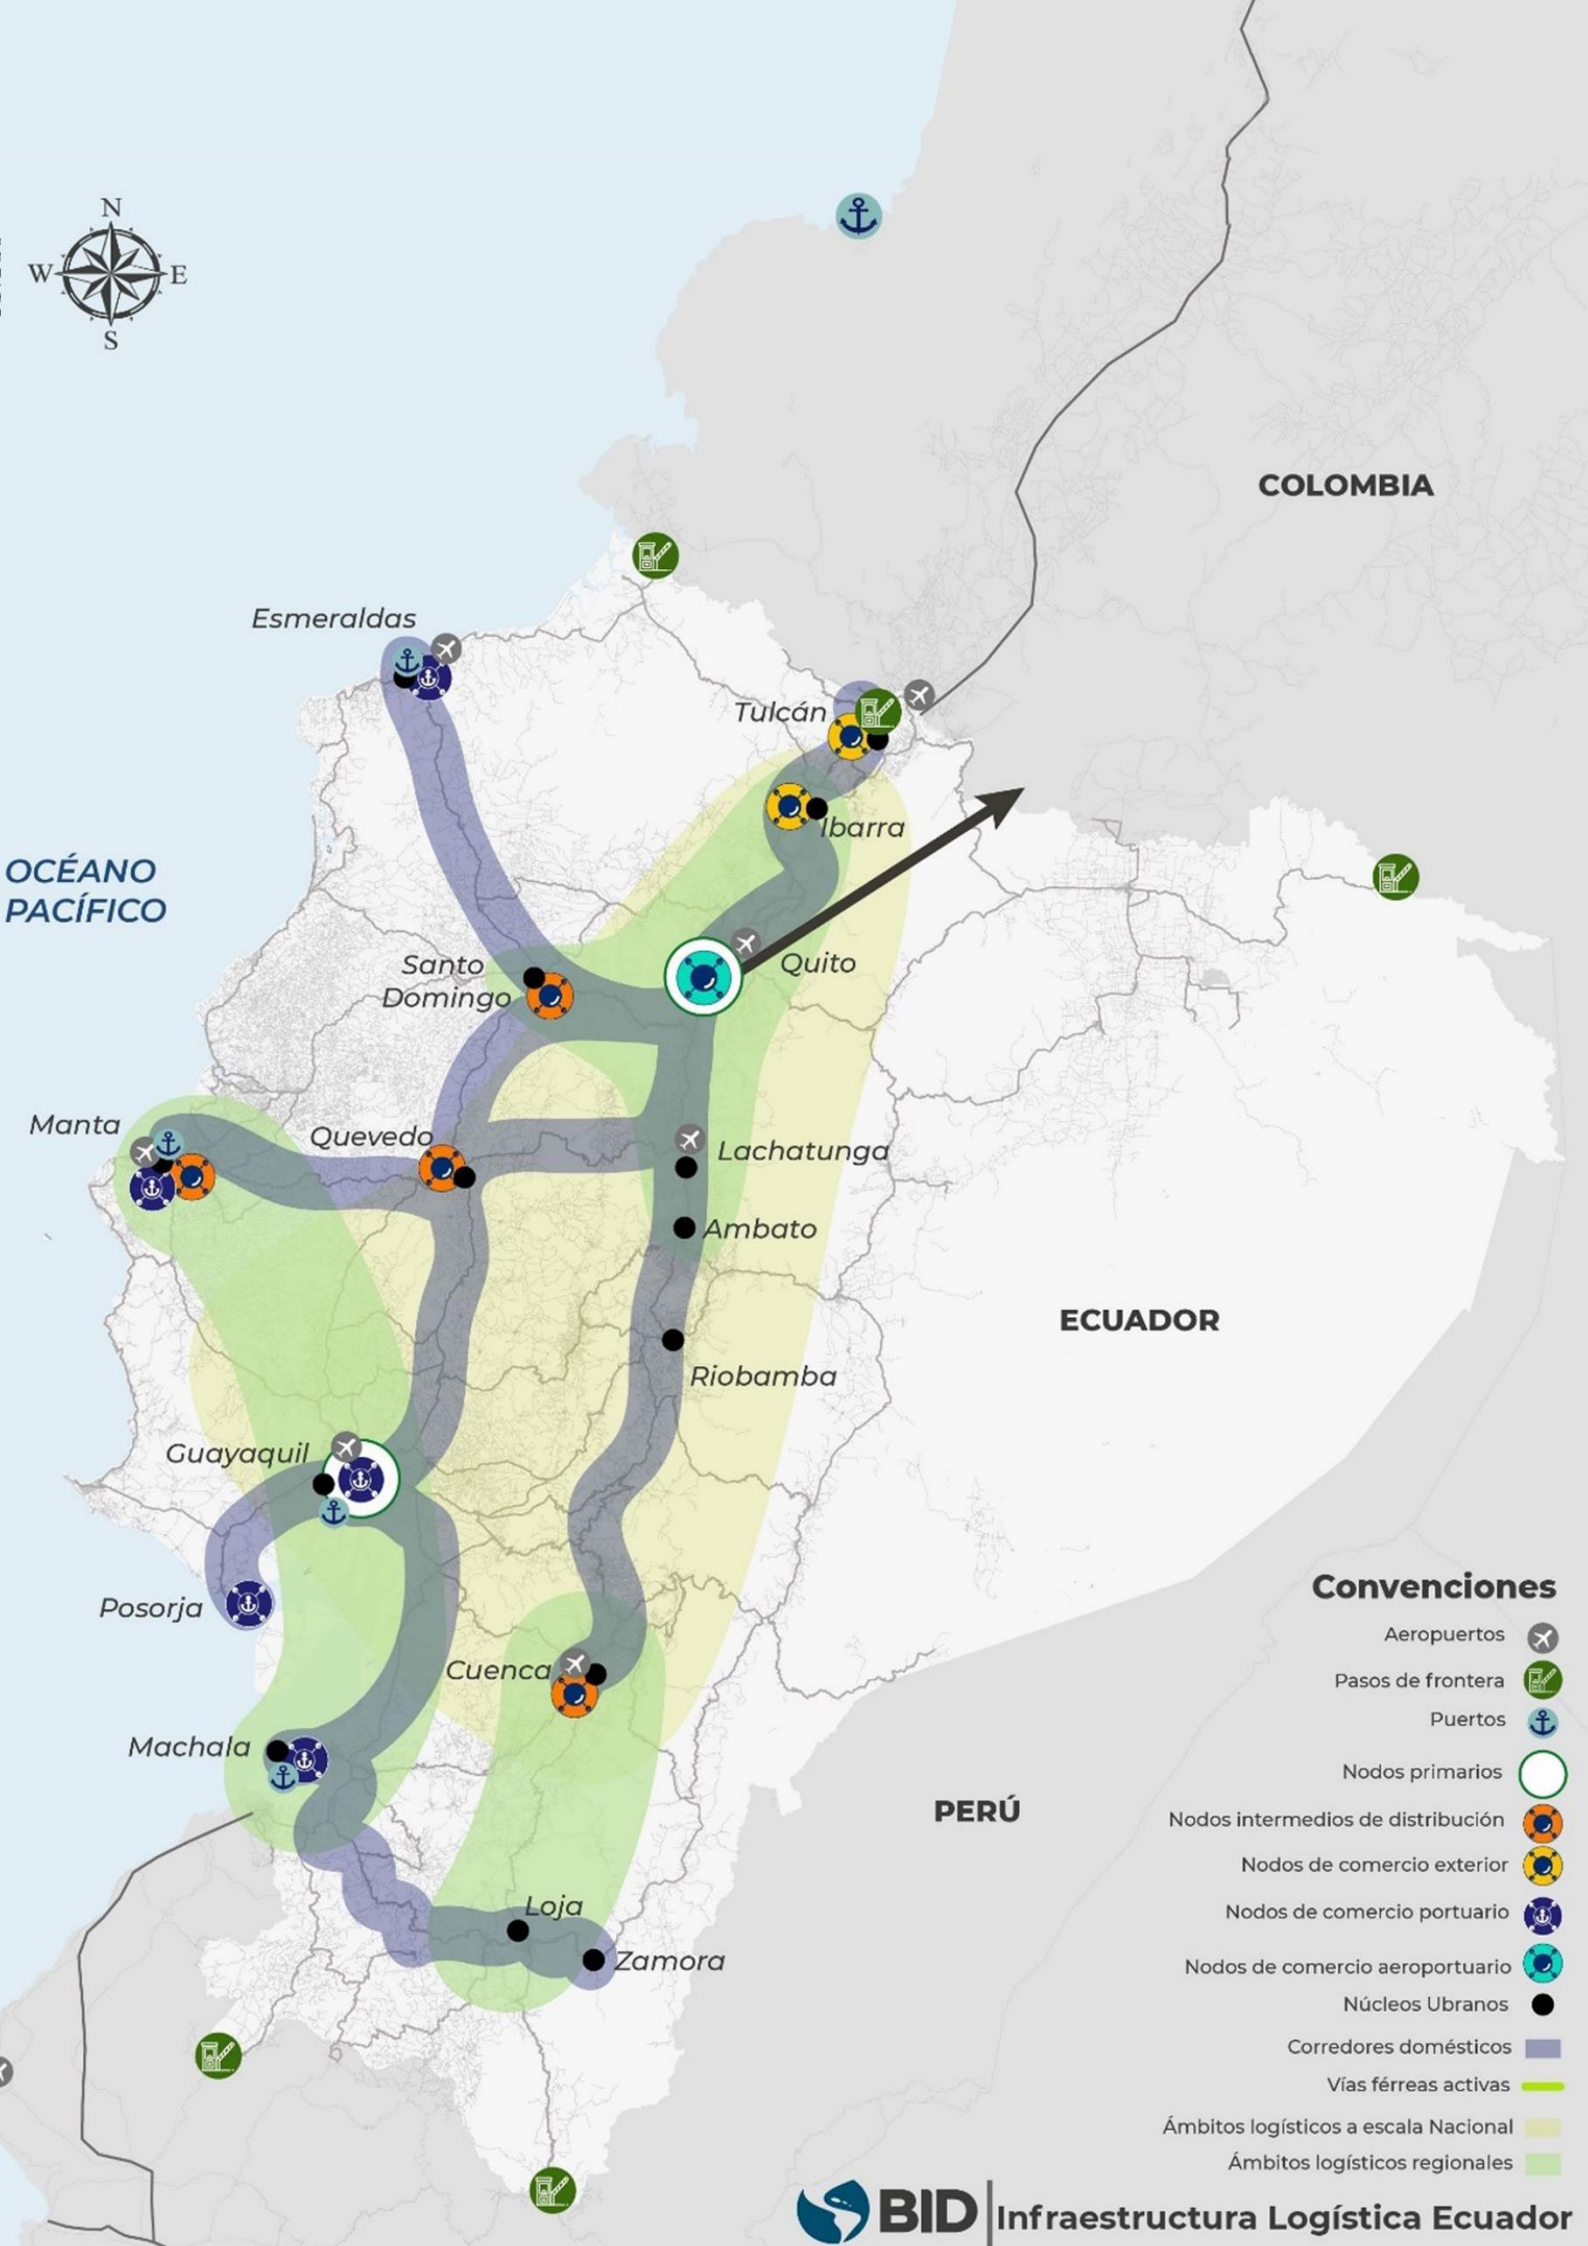 N
W
E
S
COLOMBIA
Esmeraldas
Tulcán
Ibarra
OCÉANO
PACÍFICO
Santo
Domingo
Quito
Manta
Quevedo
Lachatunga
Ambato
ECUADOR
Riobamba
Guayaquil
Posorja
Cuenca
Machala
PERÚ
Loja
Zamora
Convenciones
Aeropuertos
Pasos de frontera
Puertos
Nodos primarios
Nodos intermedios de distribución
Nodos de comercio exterior
Nodos de comercio portuario
Nodos de comercio aeroportuario
Núcleos Ubranos
Corredores domésticos
Vías férreas activas
Ámbitos logísticos a escala Nacional
Ámbitos logísticos regionales
BID Infraestructura Logística Ecuador